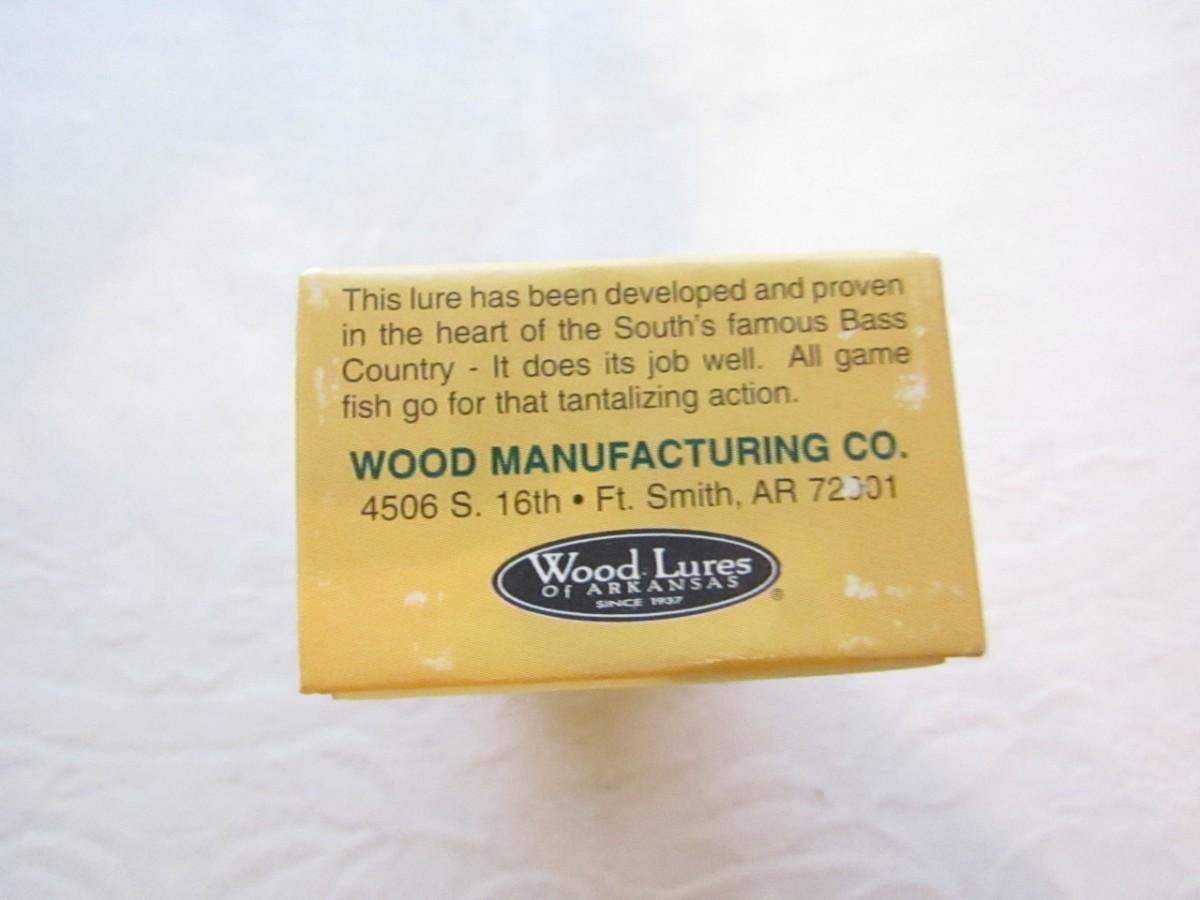 This lure has been developed and proven
in the heart of the South's famous Bass
Country - It does its job well. All game
fish go for that tantalizing action.
WOOD MANUFACTURING CO.
4506 S. 16th • Ft. Smith, AR
Wood Lures
Of ARKANSAS
SINCE 1937
®